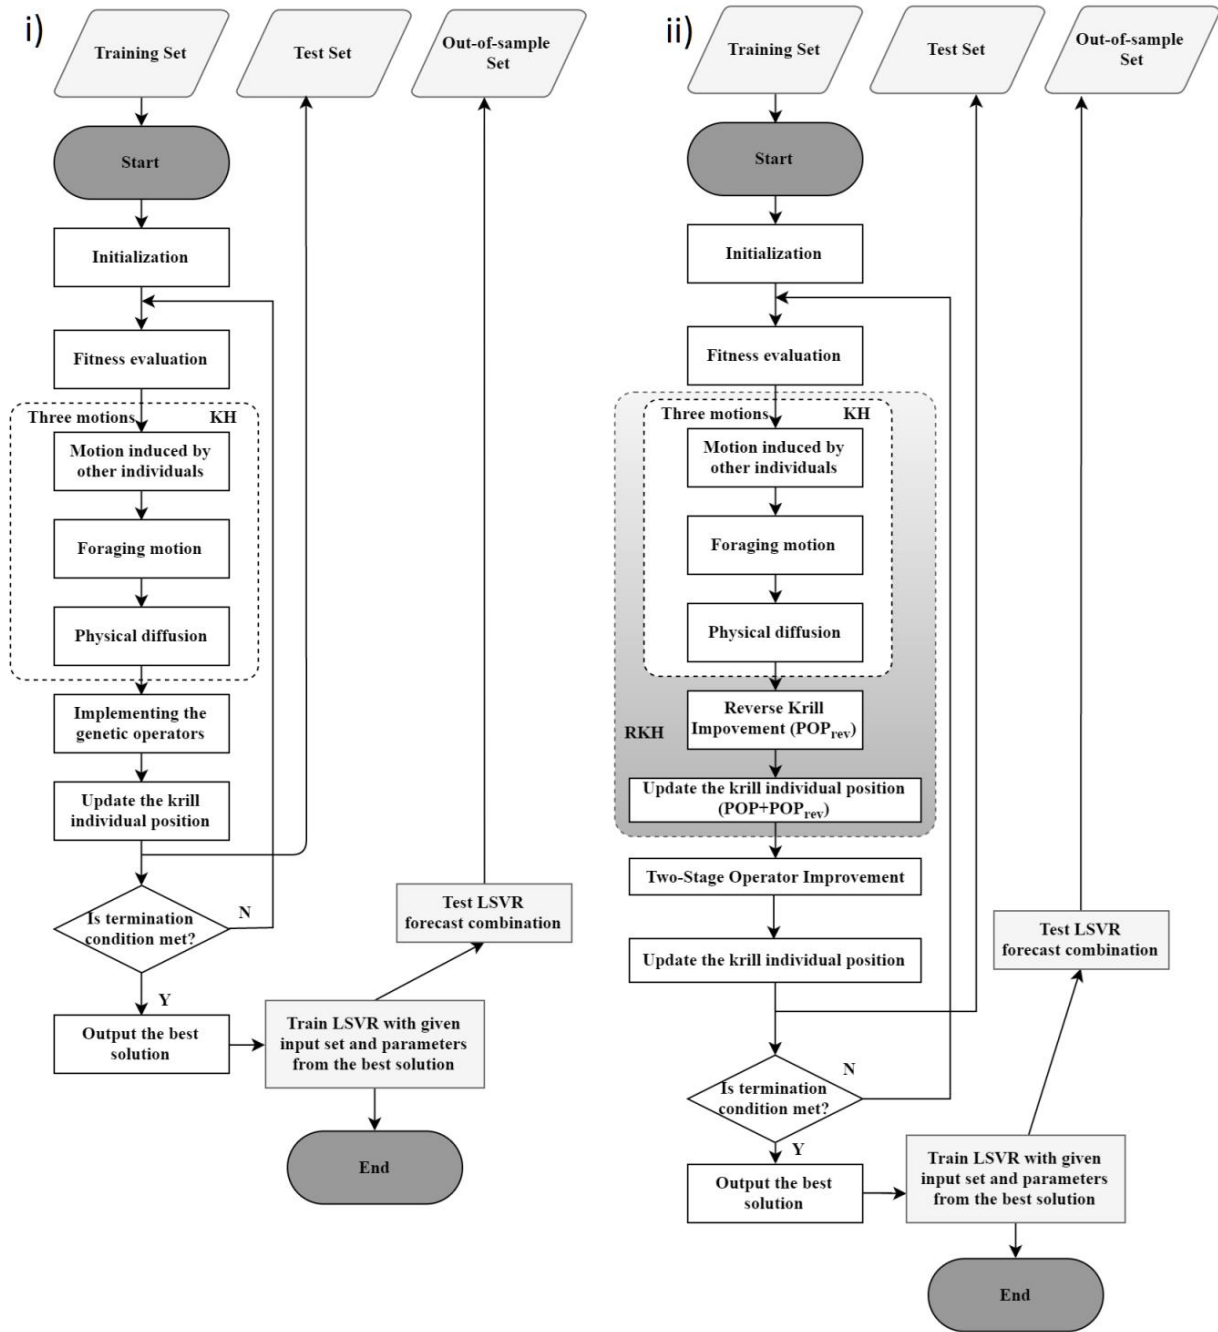 i)
Training Set
Test Set
Out-of-sample
Set
Start
Initialization
Fitness evaluation
Three motions
KH
Motion induced by
other individuals
Foraging motion
Physical diffusion
Implementing the
genetic operators
Update the krill
individual position
Is termination
condition met?
N
Y
Output the best
solution
Train LSVR with given
input set and parameters
from the best solution
Test LSVR
forecast combination
End
ii)
Training Set
Test Set
Out-of-sample
Set
Start
Initialization
Fitness evaluation
Three motions
KH
Motion induced by
other individuals
Foraging motion
Physical diffusion
Reverse Krill
Impovement (POPrev)
RKH
Update the krill individual position
(POP+POPrev)
Two-Stage Operator Improvement
Update the krill individual position
Is termination
condition met?
N
Y
Output the best
solution
Train LSVR with given
input set and parameters
from the best solution
Test LSVR
forecast combination
End